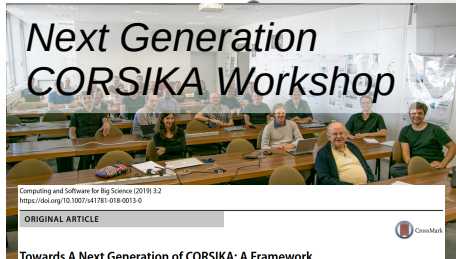 Next Generation
CORSIKA Workshop
Computing and Software for Big Science (2019) 3:2
https://doi.org/10.1007/s41781-018-0013-0
ORIGINAL ARTICLE
CrossMark
Towards A Next Generation of CORSIKA: A Framework